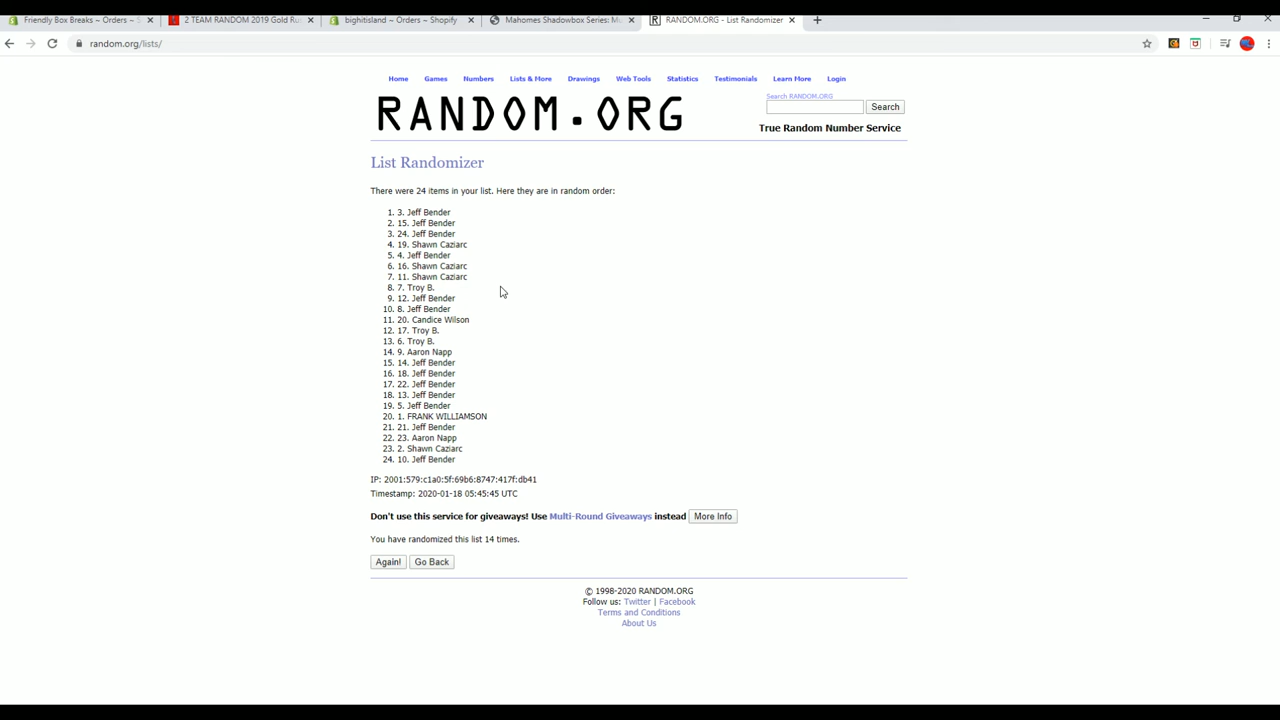 Friendly Box Breaks ~ Orders ~ S
2 TEAM RANDOM 2019 Gold Rus
bighitisland ~ Orders ~ Shopify
Mahomes Shadowbox Series: Mu
RANDOM.ORG - List Randomizer
random.org/lists/
Home Games Numbers Lists & More Drawings Web Tools Statistics Testimonials Learn More Login
RANDOM.ORG
Search RANDOM.ORG
Search
True Random Number Service
List Randomizer
There were 24 items in your list. Here they are in random order:
1. 3. Jeff Bender
2. 15. Jeff Bender
3. 24. Jeff Bender
4. 19. Shawn Caziarc
5. 4. Jeff Bender
6. 16. Shawn Caziarc
7. 11. Shawn Caziarc
8. 7. Troy B.
9. 12. Jeff Bender
10. 8. Jeff Bender
11. 20. Candice Wilson
12. 17. Troy B.
13. 6. Troy B.
14. 9. Aaron Napp
15. 14. Jeff Bender
16. 18. Jeff Bender
17. 22. Jeff Bender
18. 13. Jeff Bender
19. 5. Jeff Bender
20. 1. FRANK WILLIAMSON
21. 21. Jeff Bender
22. 23. Aaron Napp
23. 2. Shawn Caziarc
24. 10. Jeff Bender
IP: 2001:579:c1a0:5f:69b6:8747:417f:db41
Timestamp: 2020-01-18 05:45:45 UTC
Don't use this service for giveaways! Use Multi-Round Giveaways instead More Info
You have randomized this list 14 times.
Again! Go Back
© 1998-2020 RANDOM.ORG
Follow us: Twitter | Facebook
Terms and Conditions
About Us